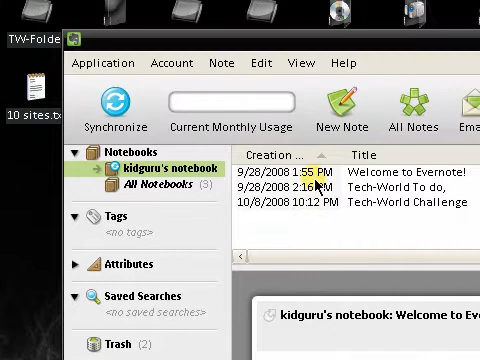 TW-Folde
10 sites.tx
Application Account Note Edit View Help
Synchronize Current Monthly Usage New Note All Notes Ema
Notebooks
kidguru's notebook
All Notebooks (3)
Tags
<no tags>
Attributes
Saved Searches
<no saved searches>
Trash (2)
Creation ... Title
9/28/2008 1:55 PM Welcome to Evernote!
9/28/2008 2:16 PM Tech-World To do,
10/8/2008 10:12 PM Tech-World Challenge
kidguru's notebook: Welcome to Eve